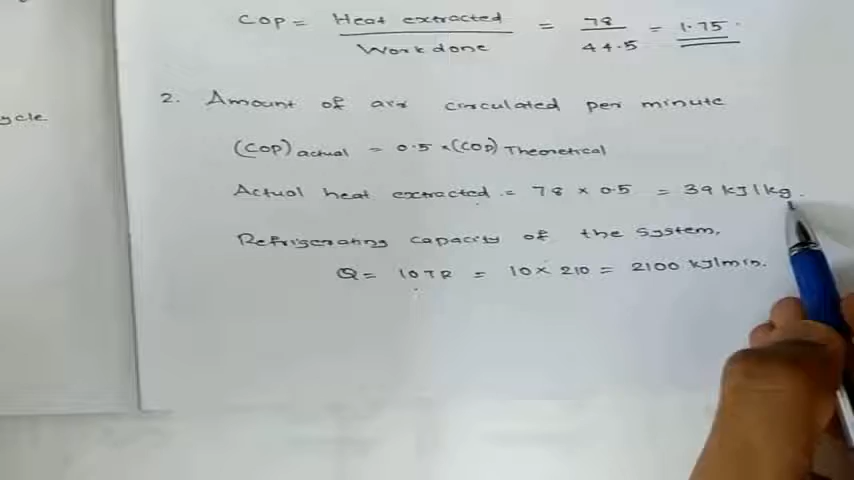 COP = Heat extracted / Work done = 78 / 44.5 = 1.75.
ycle
2. Amount of air circulated per minute
(COP) actual = 0.5 × (COP) Theoretical
Actual heat extracted = 78 × 0.5 = 39 kJ/kg.
Refrigerating capacity of the system,
Q = 10TR = 10 × 210 = 2100 kJ/min.